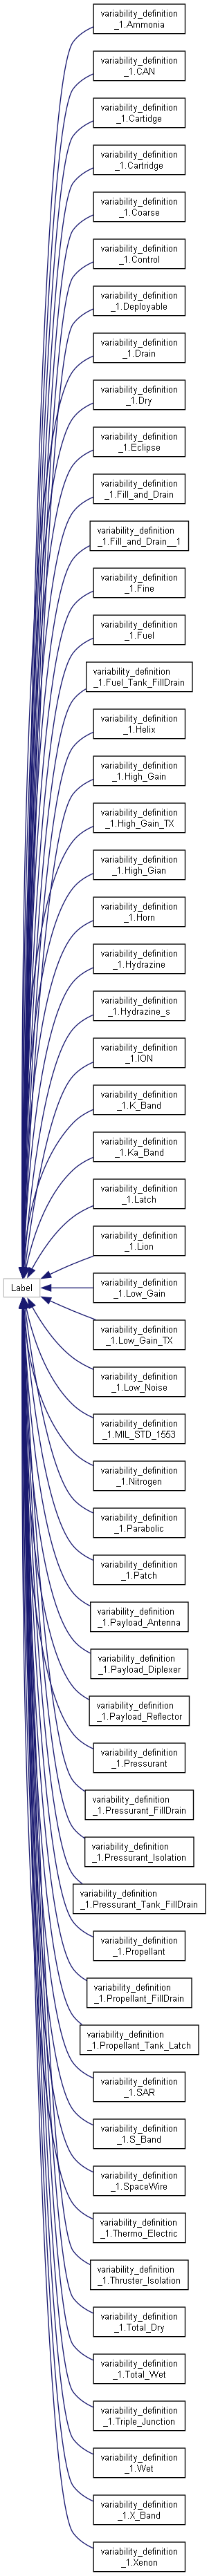 variability_definition
_1.Ammonia
variability_definition
_1.CAN
variability_definition
_1.Cartidge
variability_definition
_1.Cartridge
variability_definition
_1.Coarse
variability_definition
_1.Control
variability_definition
_1.Deployable
variability_definition
_1.Drain
variability_definition
_1.Dry
variability_definition
_1.Eclipse
variability_definition
_1.Fill_and_Drain
variability_definition
_1.Fill_and_Drain__1
variability_definition
_1.Fine
variability_definition
_1.Fuel
variability_definition
_1.Fuel_Tank_FillDrain
variability_definition
_1.Helix
variability_definition
_1.High_Gain
variability_definition
_1.High_Gain_TX
variability_definition
_1.High_Gian
variability_definition
_1.Horn
variability_definition
_1.Hydrazine
variability_definition
_1.Hydrazine_s
variability_definition
_1.ION
variability_definition
_1.K_Band
variability_definition
_1.Ka_Band
variability_definition
_1.Latch
variability_definition
_1.Lion
Label
variability_definition
_1.Low_Gain
variability_definition
_1.Low_Gain_TX
variability_definition
_1.Low_Noise
variability_definition
_1.MIL_STD_1553
variability_definition
_1.Nitrogen
variability_definition
_1.Parabolic
variability_definition
_1.Patch
variability_definition
_1.Payload_Antenna
variability_definition
_1.Payload_Diplexer
variability_definition
_1.Payload_Reflector
variability_definition
_1.Pressurant
variability_definition
_1.Pressurant_FillDrain
variability_definition
_1.Pressurant_Isolation
variability_definition
_1.Pressurant_Tank_FillDrain
variability_definition
_1.Propellant
variability_definition
_1.Propellant_FillDrain
variability_definition
_1.Propellant_Tank_Latch
variability_definition
_1.SAR
variability_definition
_1.S_Band
variability_definition
_1.SpaceWire
variability_definition
_1.Thermo_Electric
variability_definition
_1.Thruster_Isolation
variability_definition
_1.Total_Dry
variability_definition
_1.Total_Wet
variability_definition
_1.Triple_Junction
variability_definition
_1.Wet
variability_definition
_1.X_Band
variability_definition
_1.Xenon